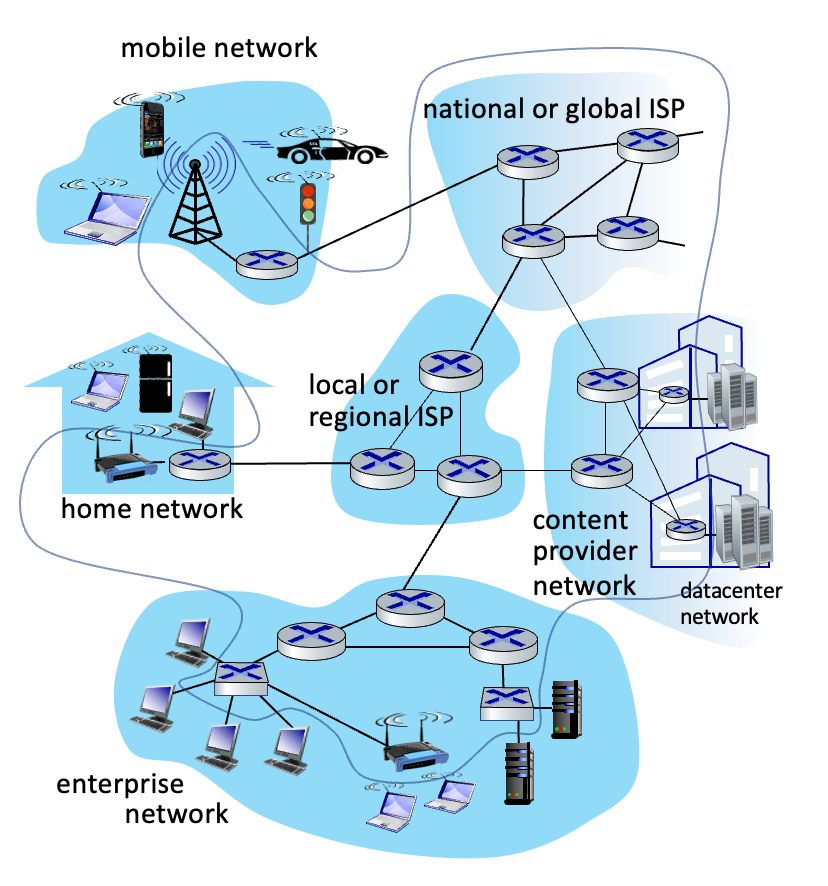 mobile network
national or global ISP
local or
regional ISP
home network
content
provider
network
datacenter
network
enterprise
network